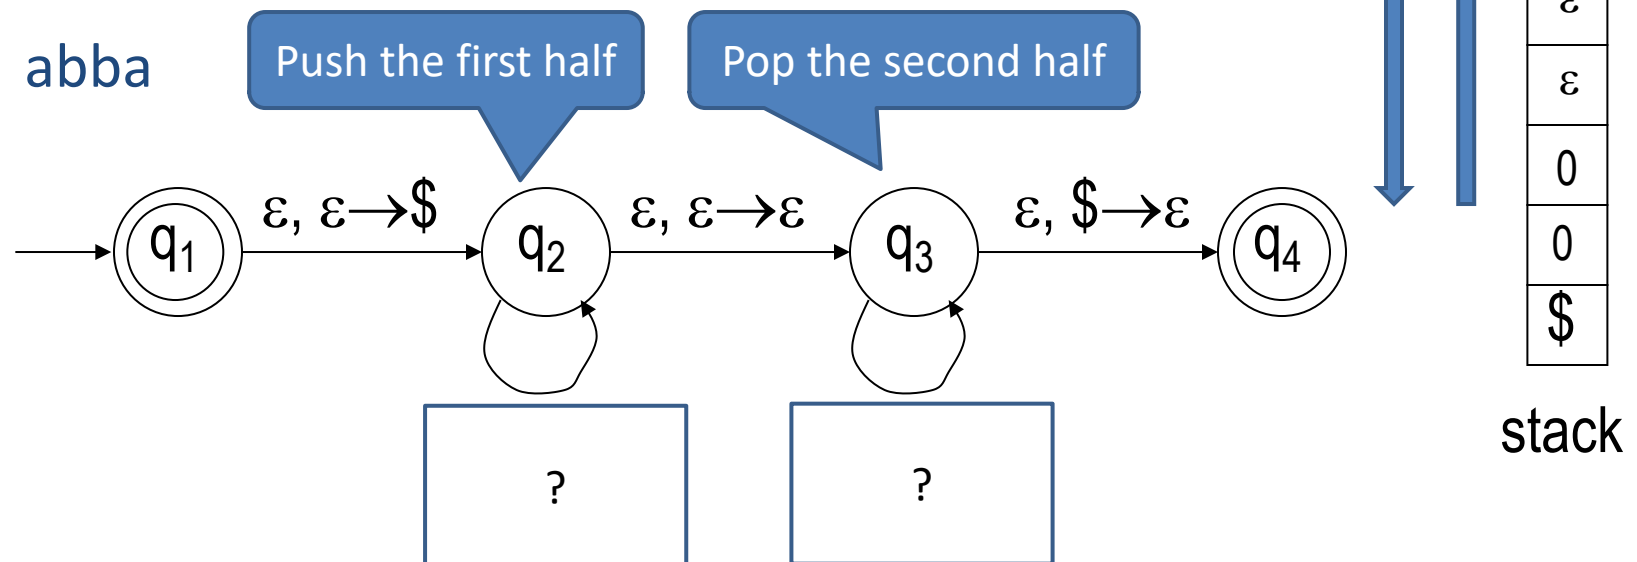 abba
Push the first half
Pop the second half
ε, ε→$
ε, ε→ε
ε, $→ε
q₁
q₂
q₃
q₄
?
?
ε
ε
0
0
$
stack